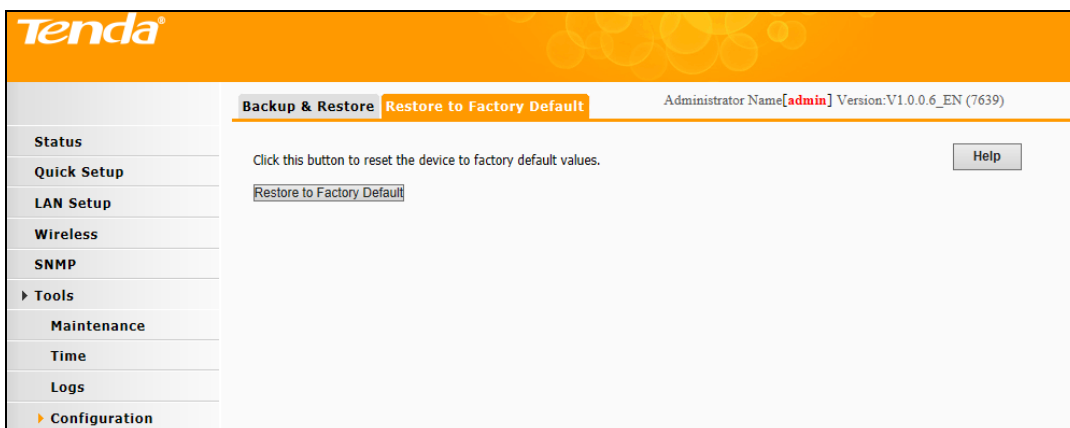 Tenda®
Backup & Restore Restore to Factory Default Administrator Name[admin] Version:V1.0.0.6_EN (7639)
Status
Quick Setup
LAN Setup
Wireless
SNMP
Tools
Maintenance
Time
Logs
Configuration
Click this button to reset the device to factory default values.
Restore to Factory Default
Help